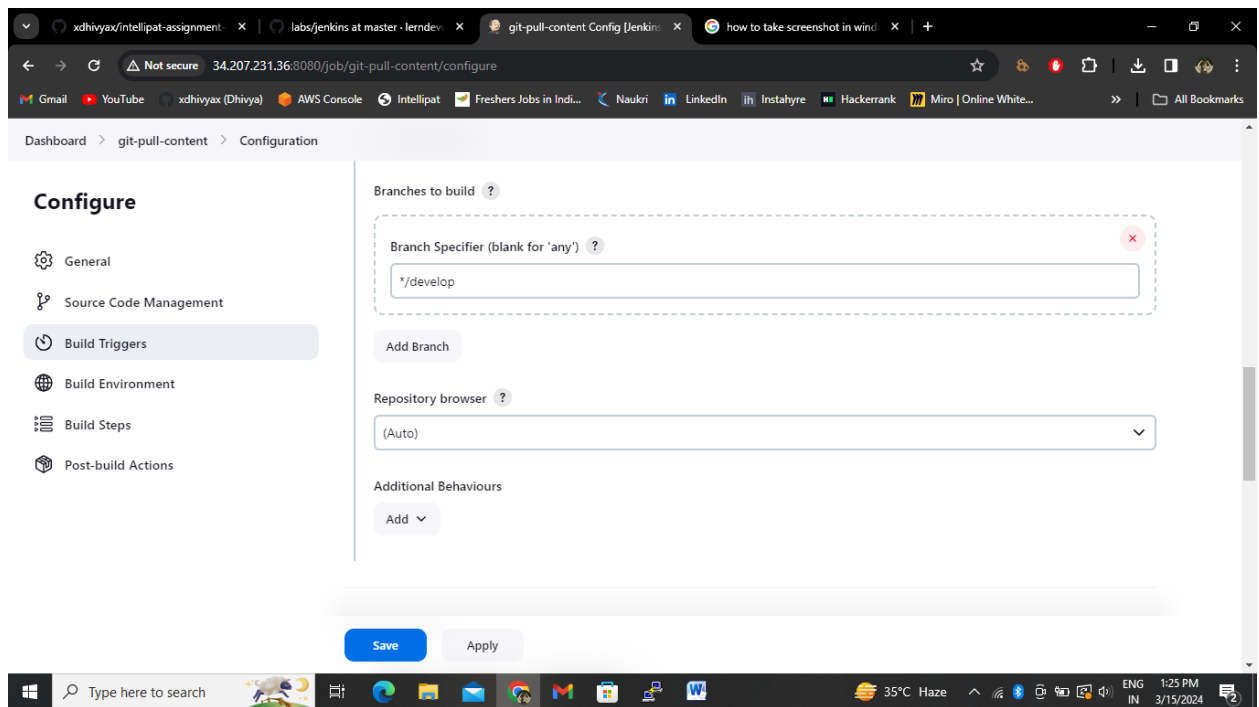 xdhivyax/intellipat-assignment-
labs/jenkins at master · lerndev
git-pull-content Config [Jenkins
how to take screenshot in wind
Not secure 34.207.231.36:8080/job/git-pull-content/configure
Gmail YouTube xdhivyax (Dhivya) AWS Console Intellipat Freshers Jobs in Indi... Naukri in LinkedIn ih Instahyre Hackerrank Miro | Online White... » All Bookmarks
Dashboard > git-pull-content > Configuration
Configure
General
Source Code Management
Build Triggers
Build Environment
Build Steps
Post-build Actions
Branches to build ?
Branch Specifier (blank for 'any') ?
*/develop
Add Branch
Repository browser ?
(Auto)
Additional Behaviours
Add
Save Apply
Type here to search
35°C Haze
ENG
IN
1:25 PM
3/15/2024
2